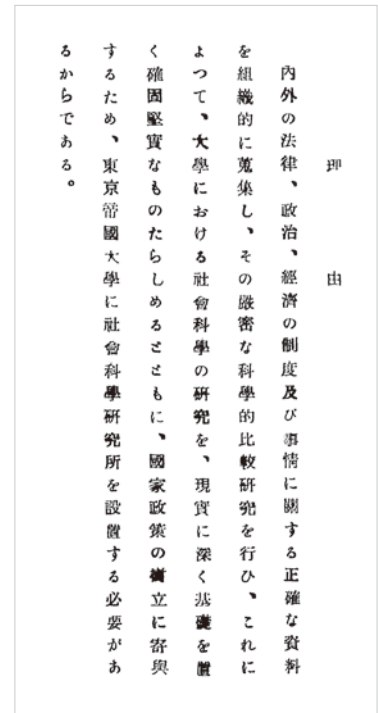 理由
內外の法律、政治、經濟の制度及び事情に關する正確な資料
を組織的に蒐集し、その嚴密な科學的比較硏究を行ひ、これに
よつて、大學における社會科學の硏究を、現實に深く基礎を置
く確固堅實なものたらしめるとともに、國家政策の樹立に寄與
するため、東京帝國大學に社會科學硏究所を設置する必要があ
るからである。